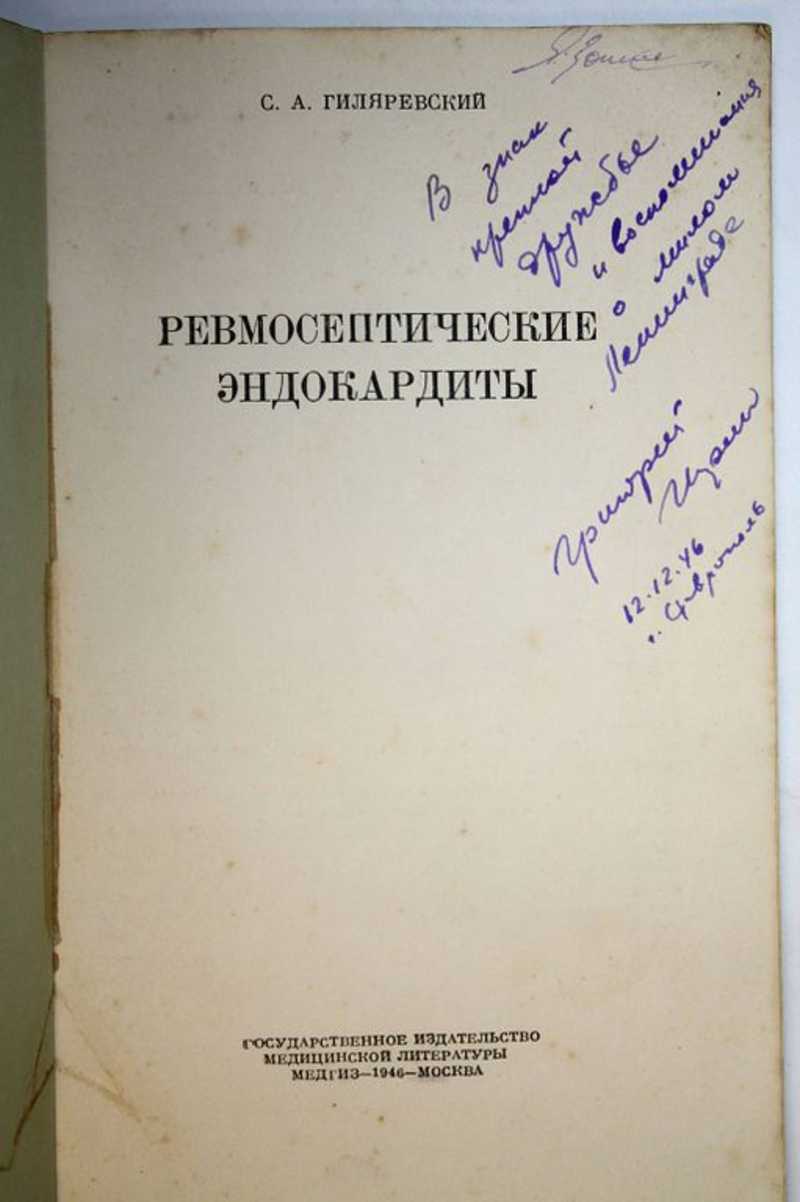 С. А. ГИЛЯРЕВСКИЙ
В знак
крепкой
дружбы
и воспоминания
о милом
Ленинграде
РЕВМОСЕПТИЧЕСКИЕ
ЭНДОКАРДИТЫ
Григорий
12.12.46
г. Ставрополь
ГОСУДАРСТВЕННОЕ ИЗДАТЕЛЬСТВО
МЕДИЦИНСКОЙ ЛИТЕРАТУРЫ
МЕДГИЗ—1946—МОСКВА